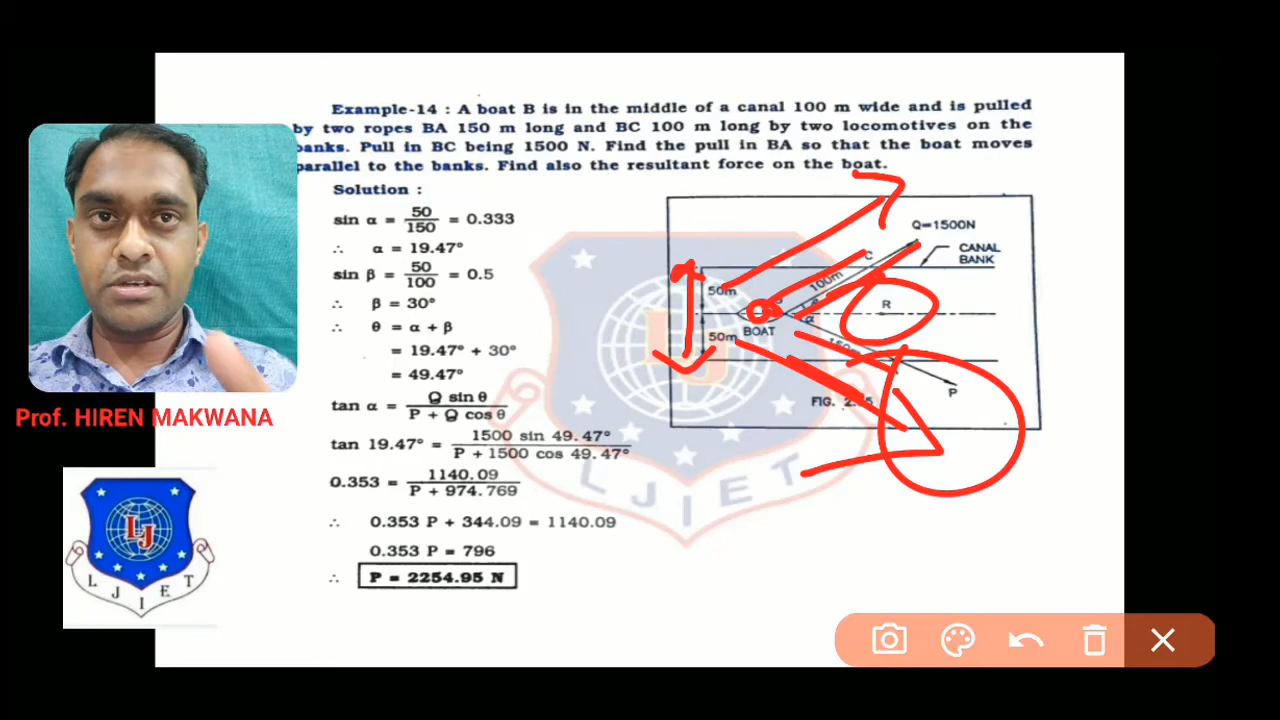 Example-14 : A boat B is in the middle of a canal 100 m wide and is pulled
by two ropes BA 150 m long and BC 100 m long by two locomotives on the
banks. Pull in BC being 1500 N. Find the pull in BA so that the boat moves
parallel to the banks. Find also the resultant force on the boat.
Solution :
sin α = 50/150 = 0.333
∴ α = 19.47°
sin β = 50/100 = 0.5
∴ β = 30°
∴ θ = α + β
= 19.47° + 30°
= 49.47°
tan α = Q sin θ / P + Q cos θ
tan 19.47° = 1500 sin 49.47° / P + 1500 cos 49.47°
0.353 = 1140.09 / P + 974.769
∴ 0.353 P + 344.09 = 1140.09
0.353 P = 796
∴ P = 2254.95 N
Q=1500N
C
CANAL
BANK
100m
50m
R
α
50m
BOAT
P
FIG.
Prof. HIREN MAKWANA
LJ
LJIET
LJ
LJIET